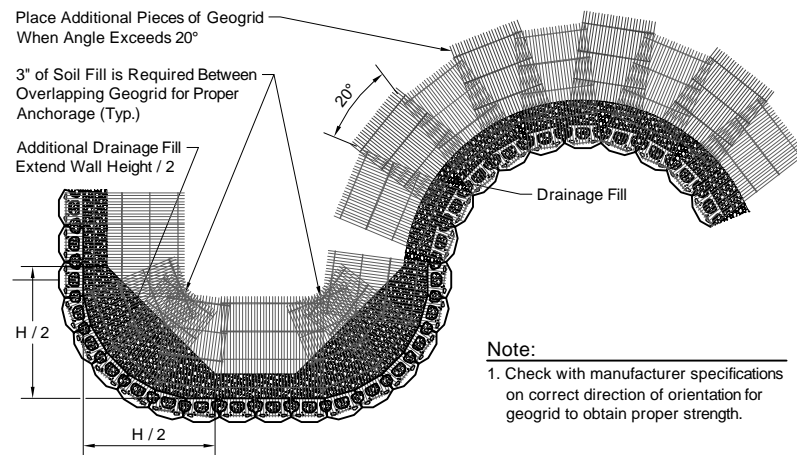 Place Additional Pieces of Geogrid
When Angle Exceeds 20°
3" of Soil Fill is Required Between
Overlapping Geogrid for Proper
Anchorage (Typ.)
Additional Drainage Fill
Extend Wall Height / 2
20°
Drainage Fill
H / 2
H / 2
Note:
1. Check with manufacturer specifications
on correct direction of orientation for
geogrid to obtain proper strength.